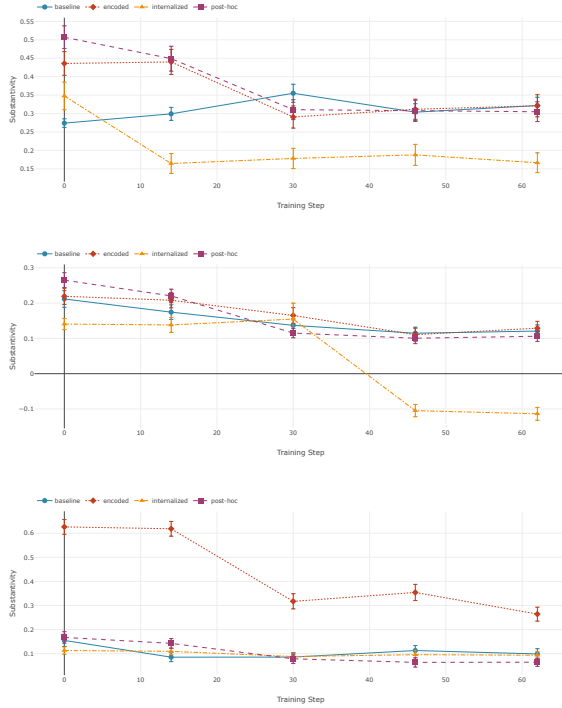 baseline encoded internalized post-hoc
0.55
0.5
0.45
0.4
0.35
0.3
0.25
0.2
0.15
Substantivity
0 10 20 30 40 50 60
Training Step
baseline encoded internalized post-hoc
0.3
0.2
0.1
0
−0.1
Substantivity
0 10 20 30 40 50 60
Training Step
baseline encoded internalized post-hoc
0.6
0.5
0.4
0.3
0.2
0.1
Substantivity
0 10 20 30 40 50 60
Training Step